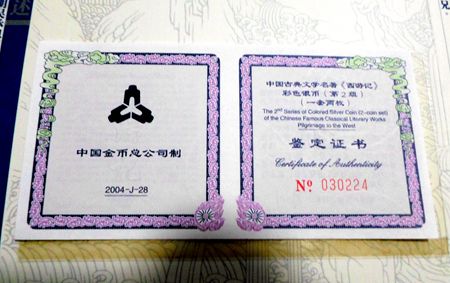 中国金币总公司制
2004-J-28
中国古典文学名著《西游记》
彩色银币（第2组）
（一套两枚）
The 2nd Series of Colored Silver Coin (2-coin set)
of the Chinese Famous Classical Literary Works
Pilgrimage to the West
鉴定证书
Certificate of Authenticity
No 030224